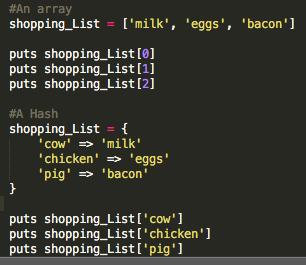 #An array
shopping_List = ['milk', 'eggs', 'bacon']
puts shopping_List[0]
puts shopping_List[1]
puts shopping_List[2]
#A Hash
shopping_List = {
'cow' => 'milk'
'chicken' => 'eggs'
'pig' => 'bacon'
}
puts shopping_List['cow']
puts shopping_List['chicken']
puts shopping_List['pig']